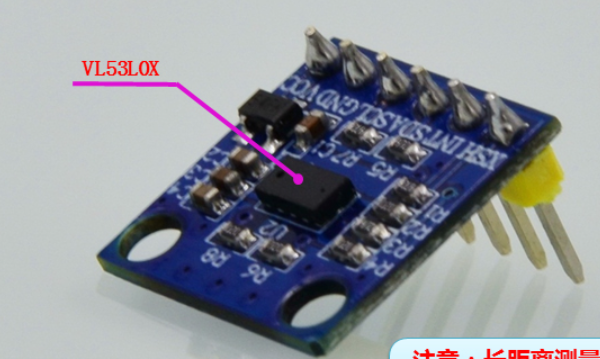 VL53L0X
VCC GND SCL SDA INT XSH
R7 C1
R5
U2
R1
R2
R3
R4
R8
R6
注意：长距离测量